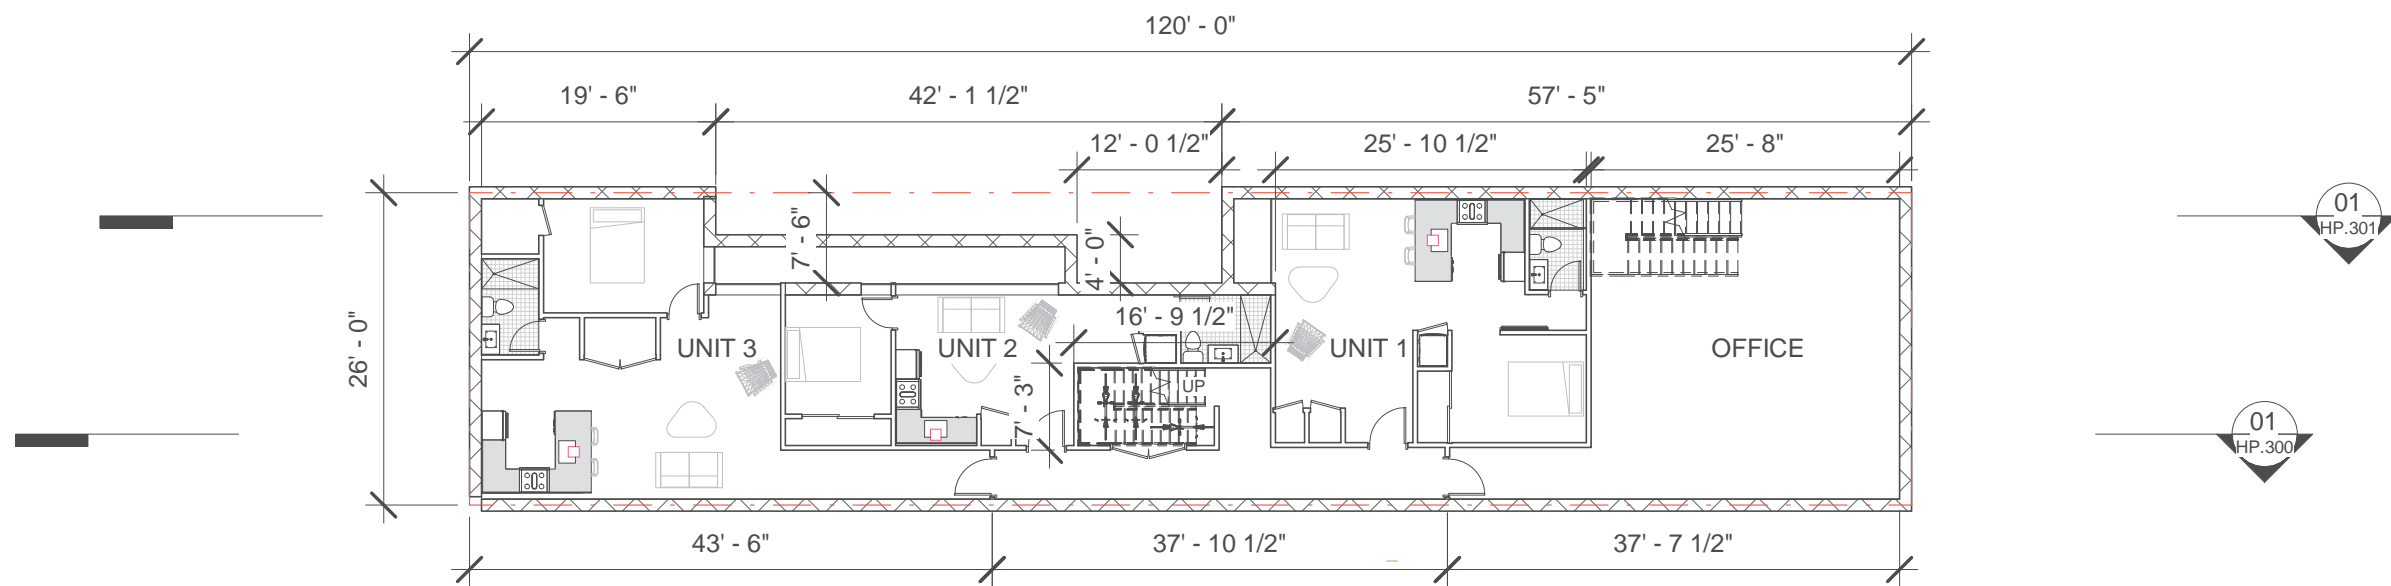 120' - 0"
19' - 6"
42' - 1 1/2"
57' - 5"
12' - 0 1/2"
25' - 10 1/2"
25' - 8"
7' - 6"
4' - 0"
01
HP.301
26' - 0"
16' - 9 1/2"
UNIT 3
UNIT 2
UNIT 1
OFFICE
7' - 3"
UP
01
HP.300
43' - 6"
37' - 10 1/2"
37' - 7 1/2"